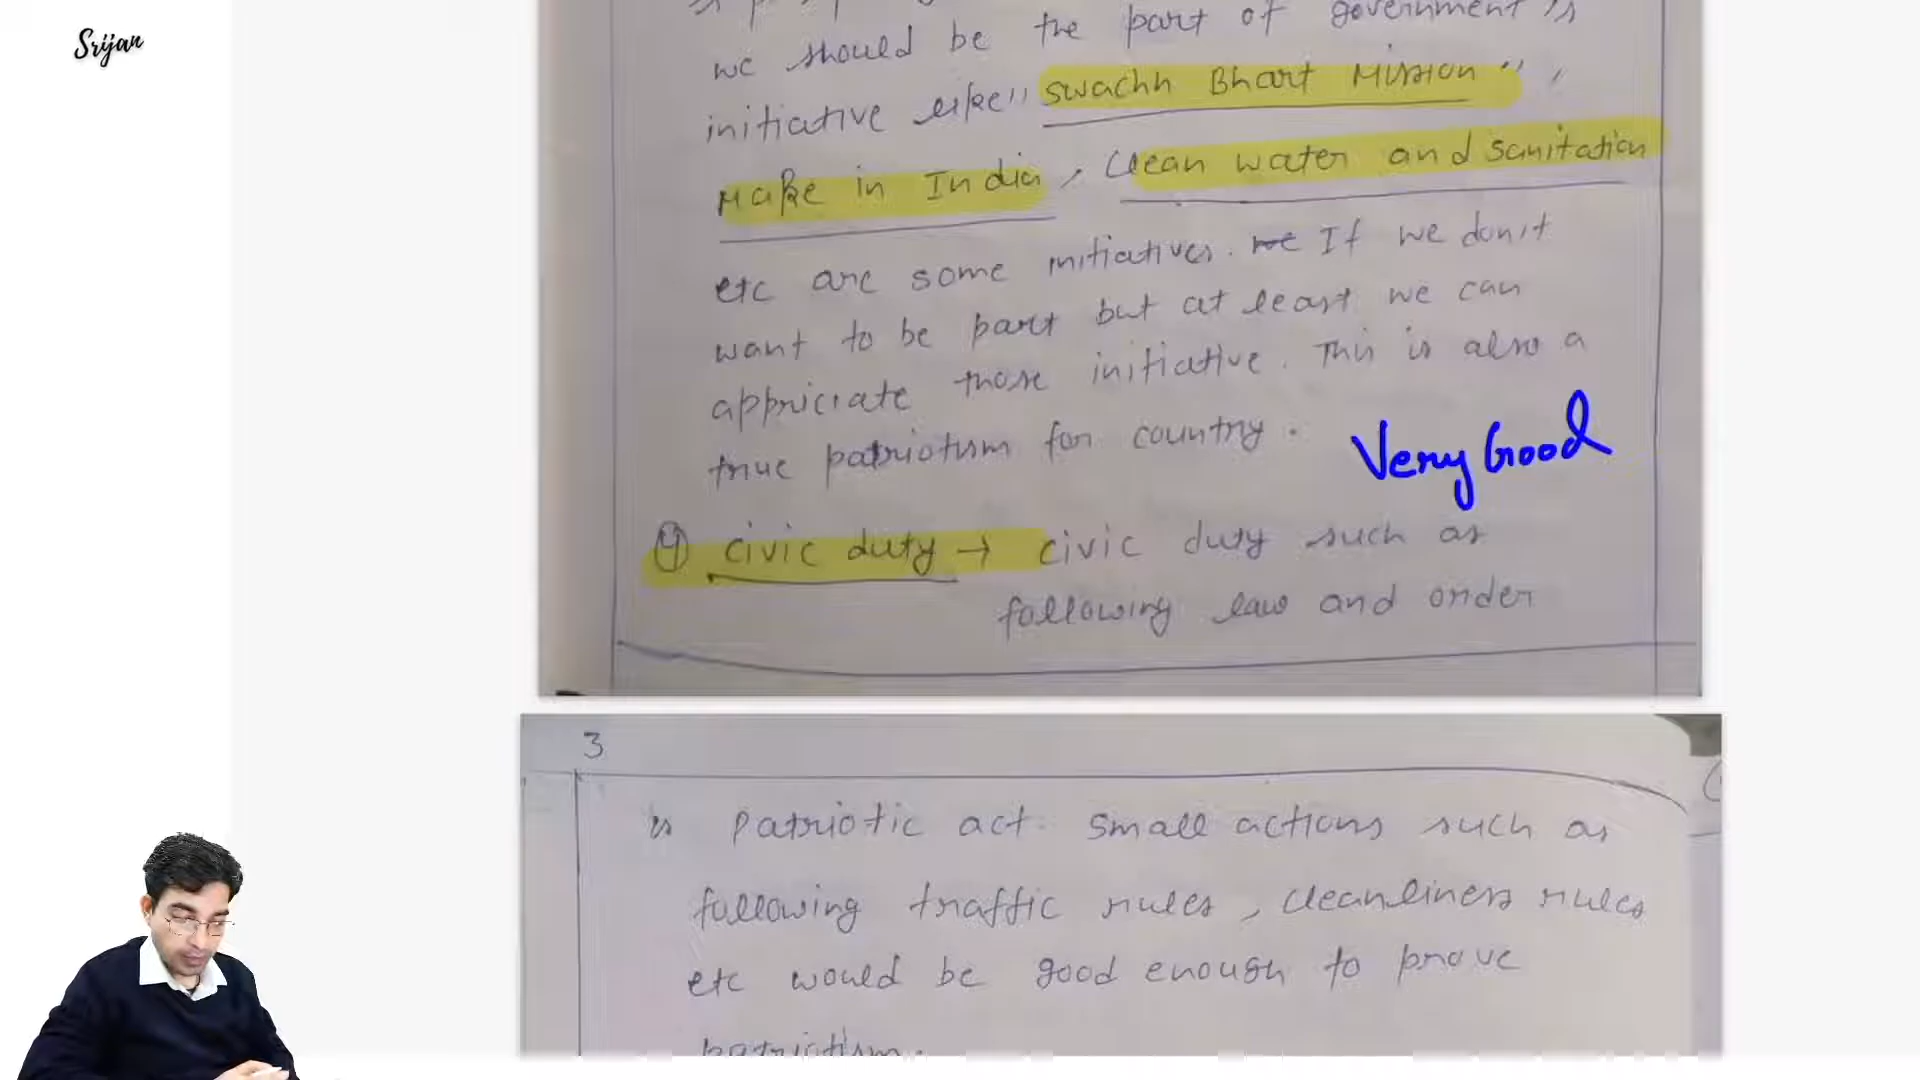 Srijan
we should be the part of government's
initiative like "swachh Bhart Mission",
Make in India, Clean water and sanitation
etc are some initiatives. we If we don't
want to be part but at least we can
appriciate those initiative. This is also a
true patriotism for country.
Very Good
④ civic duty → civic duty such as
following law and order
3
is patriotic act. small actions such as
following traffic rules, cleanliness rules
etc would be good enough to prove
patriotism.